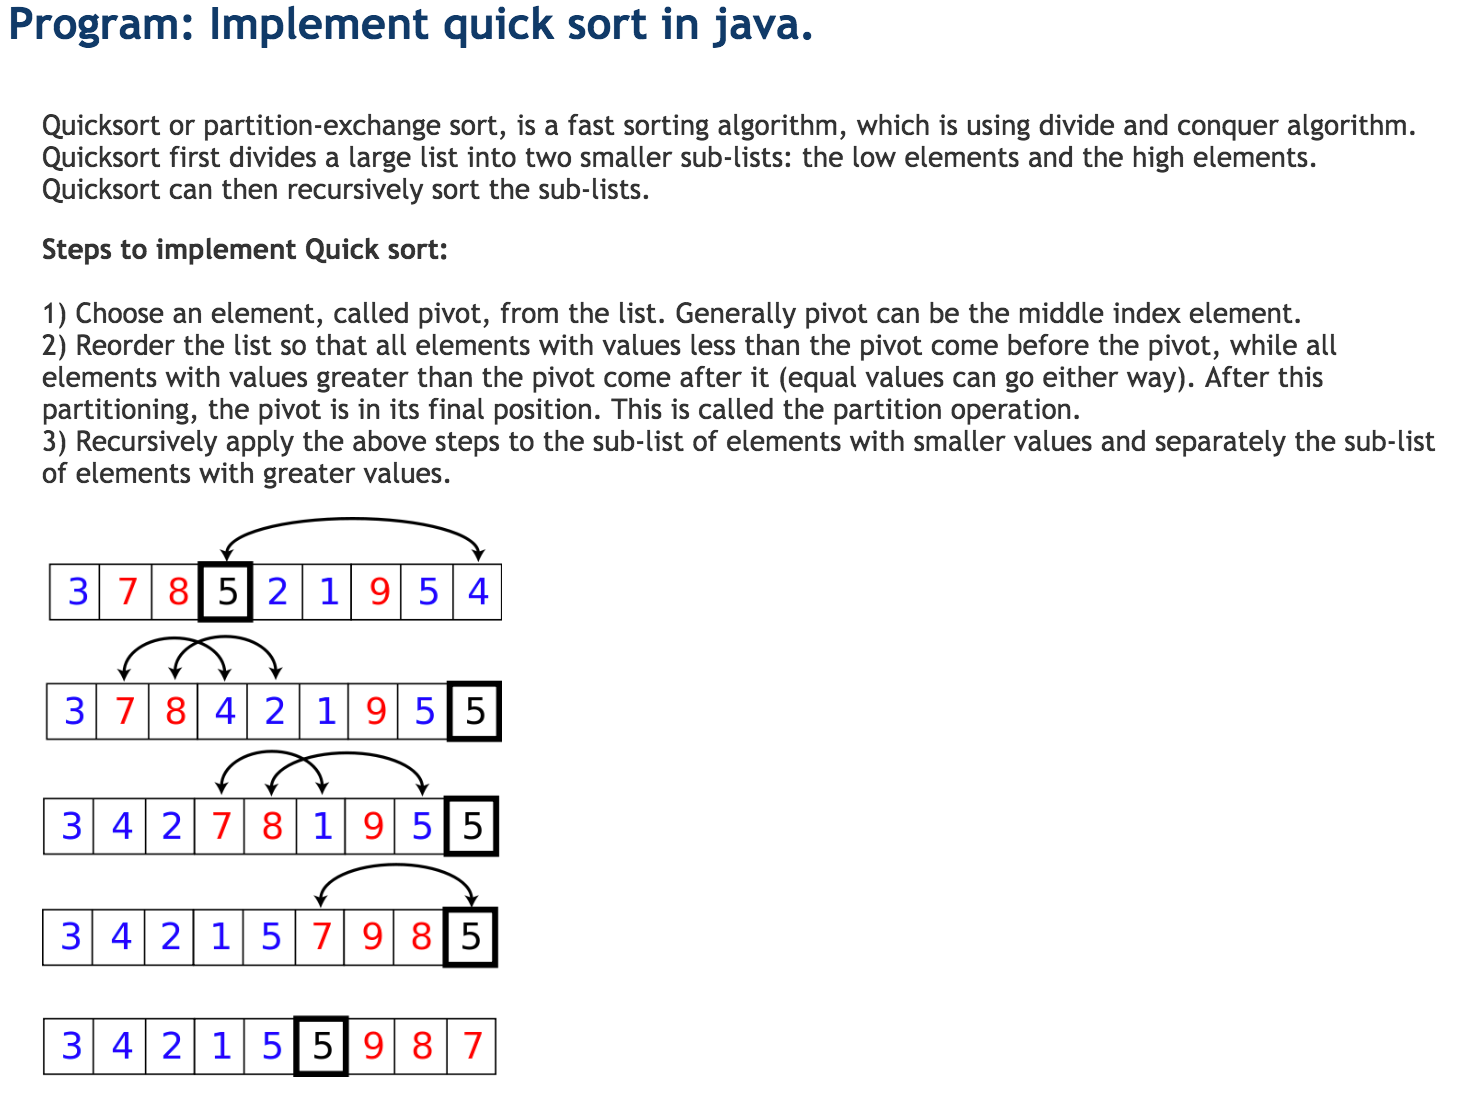 Program: Implement quick sort in java.
Quicksort or partition-exchange sort, is a fast sorting algorithm, which is using divide and conquer algorithm.
Quicksort first divides a large list into two smaller sub-lists: the low elements and the high elements.
Quicksort can then recursively sort the sub-lists.
Steps to implement Quick sort:
1) Choose an element, called pivot, from the list. Generally pivot can be the middle index element.
2) Reorder the list so that all elements with values less than the pivot come before the pivot, while all
elements with values greater than the pivot come after it (equal values can go either way). After this
partitioning, the pivot is in its final position. This is called the partition operation.
3) Recursively apply the above steps to the sub-list of elements with smaller values and separately the sub-list
of elements with greater values.
3 7 8 5 2 1 9 5 4
3 7 8 4 2 1 9 5 5
3 4 2 7 8 1 9 5 5
3 4 2 1 5 7 9 8 5
3 4 2 1 5 5 9 8 7